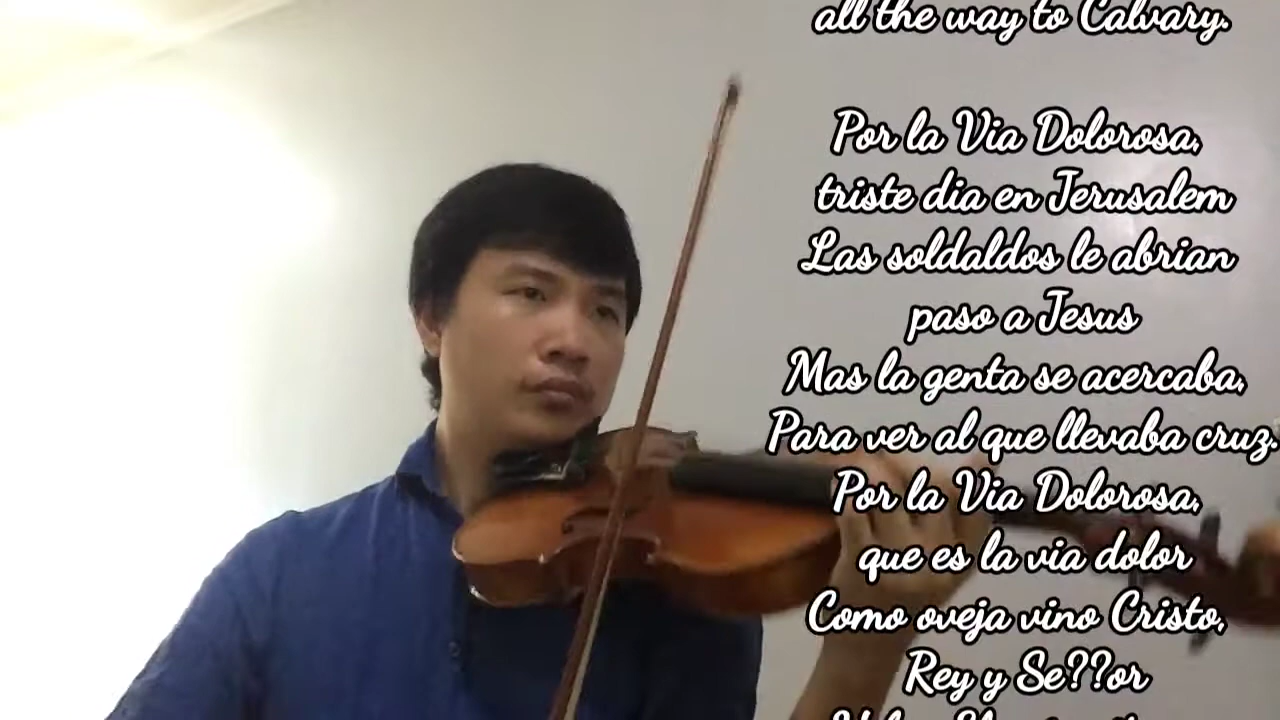 all the way to Calvary.
Por la Via Dolorosa,
triste dia en Jerusalem
Las soldaldos le abrian
paso a Jesus
Mas la genta se acercaba,
Para ver al que llevaba cruz.
Por la Via Dolorosa,
que es la via dolor
Como oveja vino Cristo,
Rey y Se??or